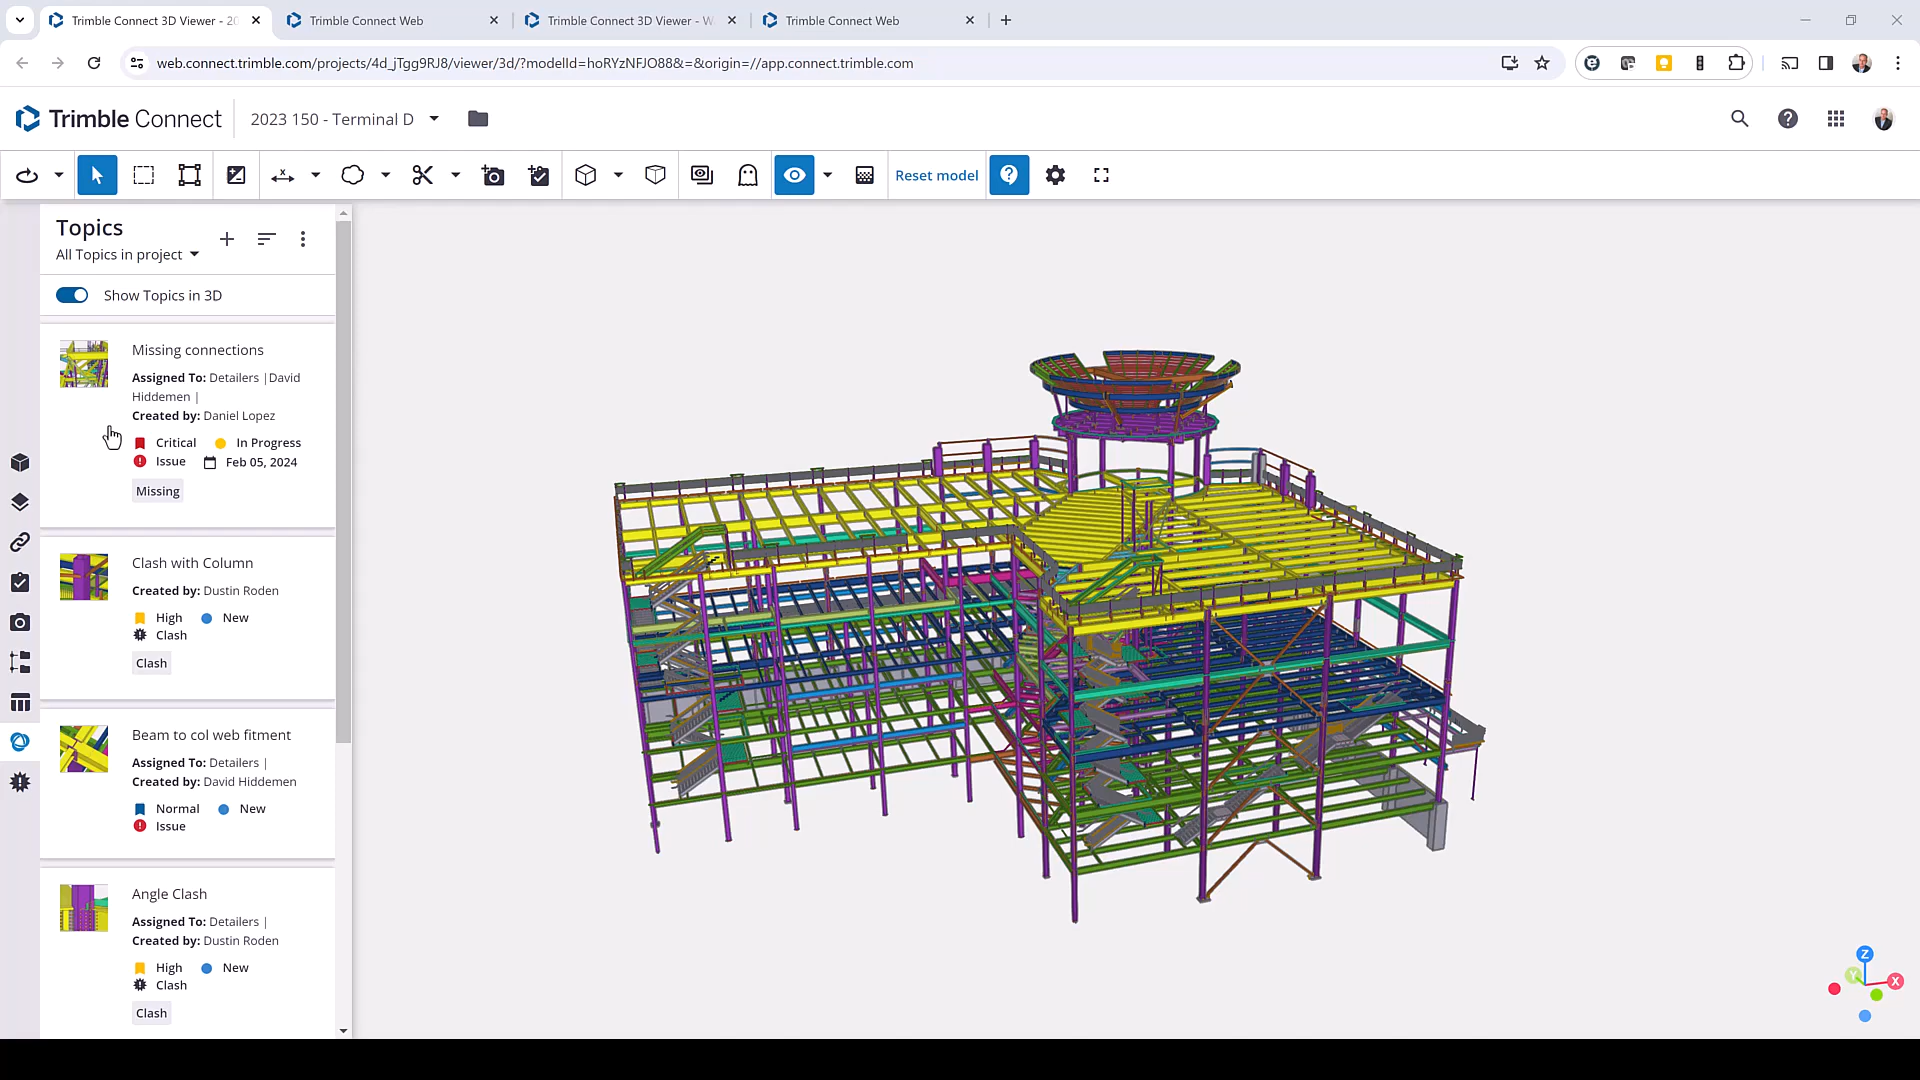 Trimble Connect 3D Viewer - 20
Trimble Connect Web
Trimble Connect 3D Viewer - W
Trimble Connect Web
web.connect.trimble.com/projects/4d_jTgg9RJ8/viewer/3d/?modelId=hoRYzNFJO88&=&origin=//app.connect.trimble.com
Trimble Connect
2023 150 - Terminal D
Reset model
Topics
All Topics in project
Show Topics in 3D
Missing connections
Assigned To: Detailers |David
Hiddemen |
Created by: Daniel Lopez
Critical In Progress
Issue Feb 05, 2024
Missing
Clash with Column
Created by: Dustin Roden
High New
Clash
Clash
Beam to col web fitment
Assigned To: Detailers |
Created by: David Hiddemen
Normal New
Issue
Angle Clash
Assigned To: Detailers |
Created by: Dustin Roden
High New
Clash
Clash
Z
Y
X